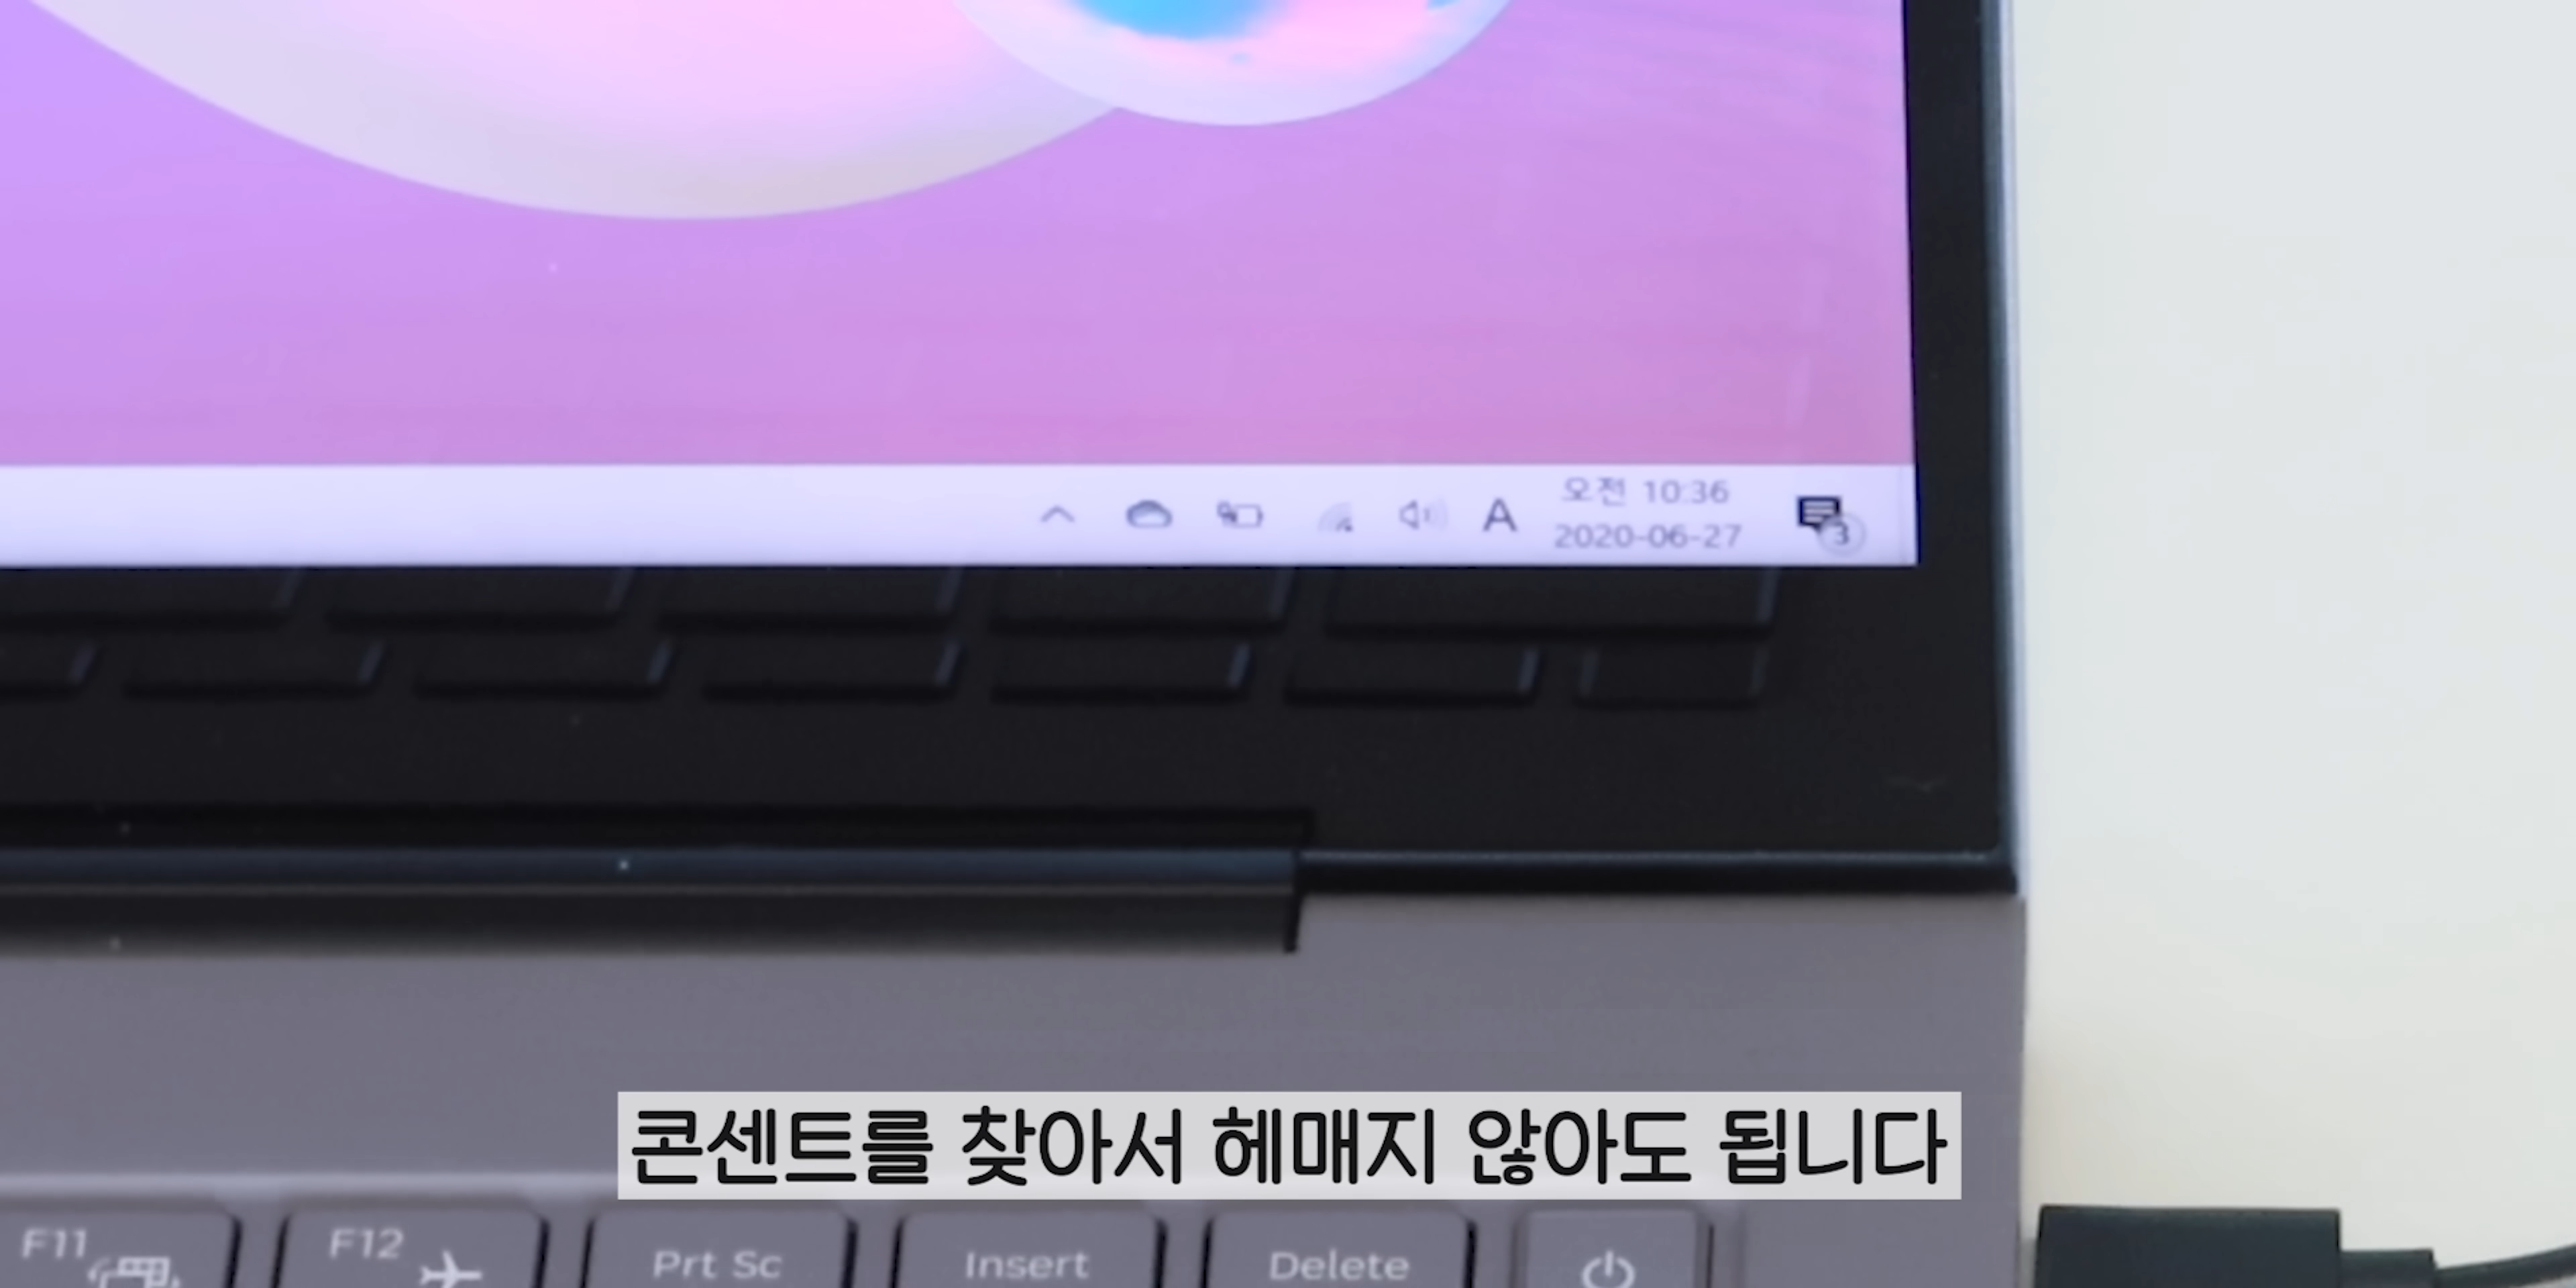 A
오전 10:36
2020-06-27
3
콘센트를 찾아서 헤매지 않아도 됩니다
F11
F12
Prt Sc
Insert
Delete